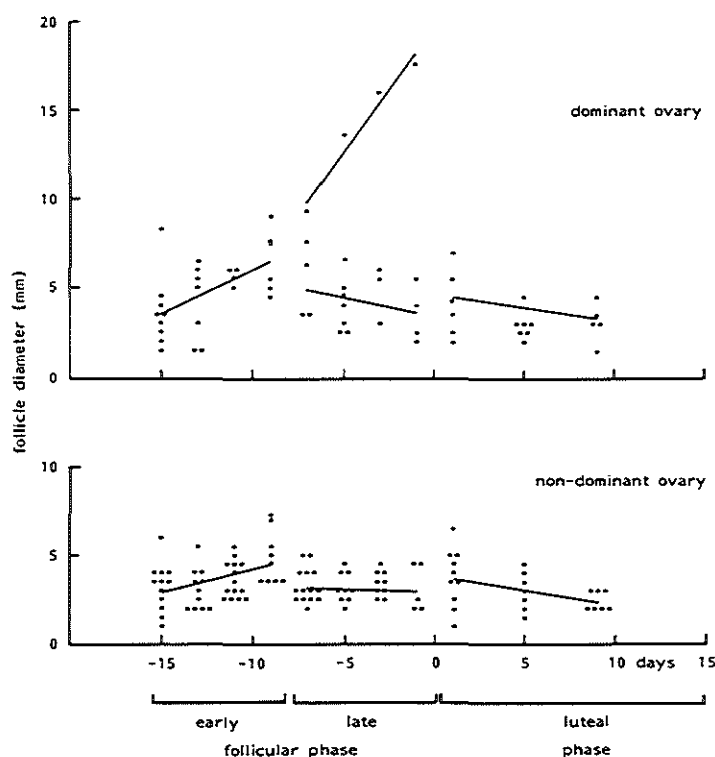 20
15
dominant ovary
10
5
0
follicle diameter (mm)
10
non-dominant ovary
5
0
-15 -10 -5 0 5 10 days 15
early late luteal
follicular phase phase